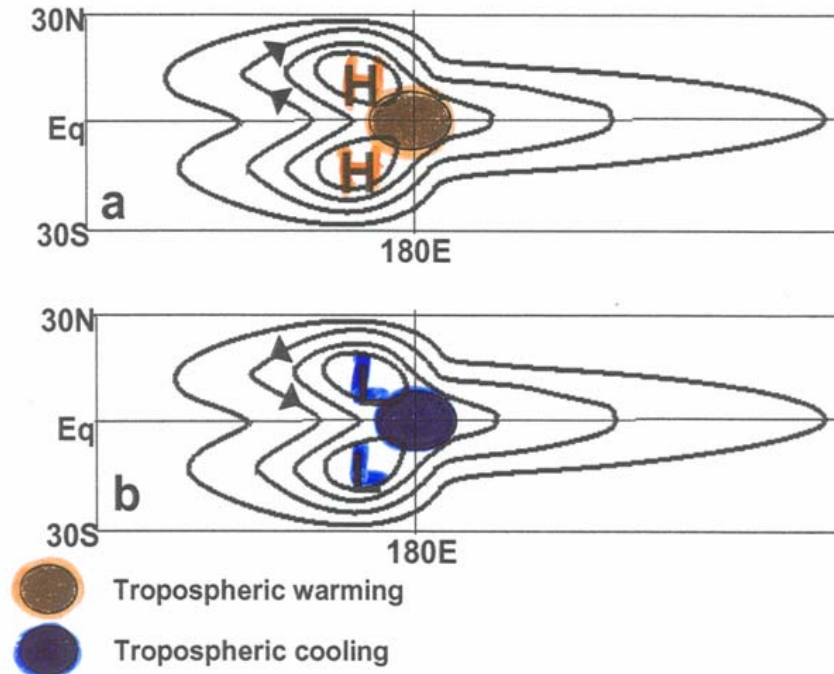 30N
H
Eq
H
a
30S
180E
30N
L
Eq
L
b
30S
180E
Tropospheric warming
Tropospheric cooling